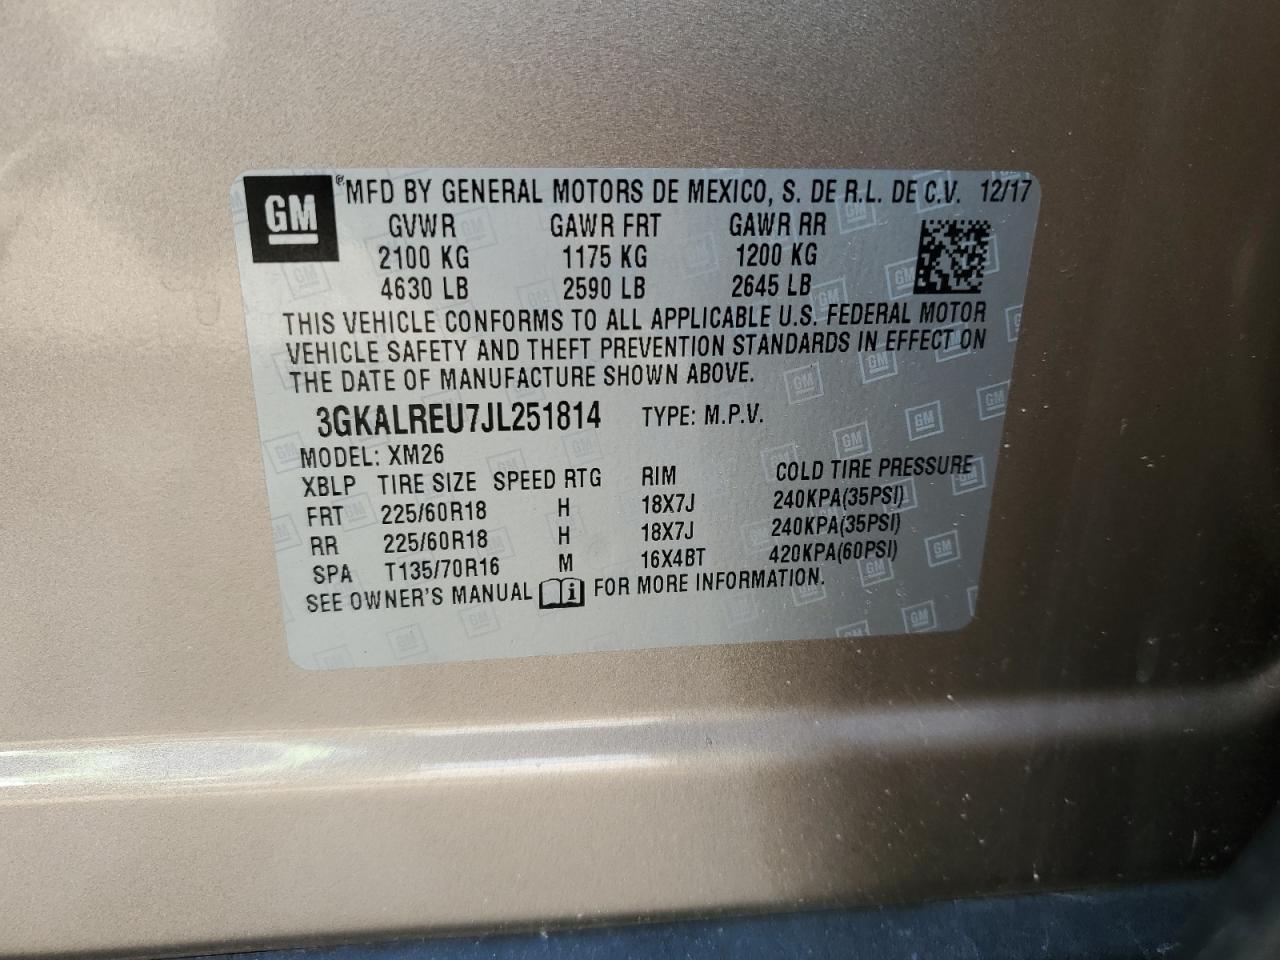 GM ® MFD BY GENERAL MOTORS DE MEXICO, S. DE R.L. DE C.V. 12/17
GVWR GAWR FRT GAWR RR
2100 KG 1175 KG 1200 KG
4630 LB 2590 LB 2645 LB
THIS VEHICLE CONFORMS TO ALL APPLICABLE U.S. FEDERAL MOTOR
VEHICLE SAFETY AND THEFT PREVENTION STANDARDS IN EFFECT ON
THE DATE OF MANUFACTURE SHOWN ABOVE.
3GKALREU7JL251814 TYPE: M.P.V.
MODEL: XM26
XBLP TIRE SIZE SPEED RTG RIM COLD TIRE PRESSURE
FRT 225/60R18 H 18X7J 240KPA(35PSI)
RR 225/60R18 H 18X7J 240KPA(35PSI)
SPA T135/70R16 M 16X4BT 420KPA(60PSI)
SEE OWNER'S MANUAL i FOR MORE INFORMATION.